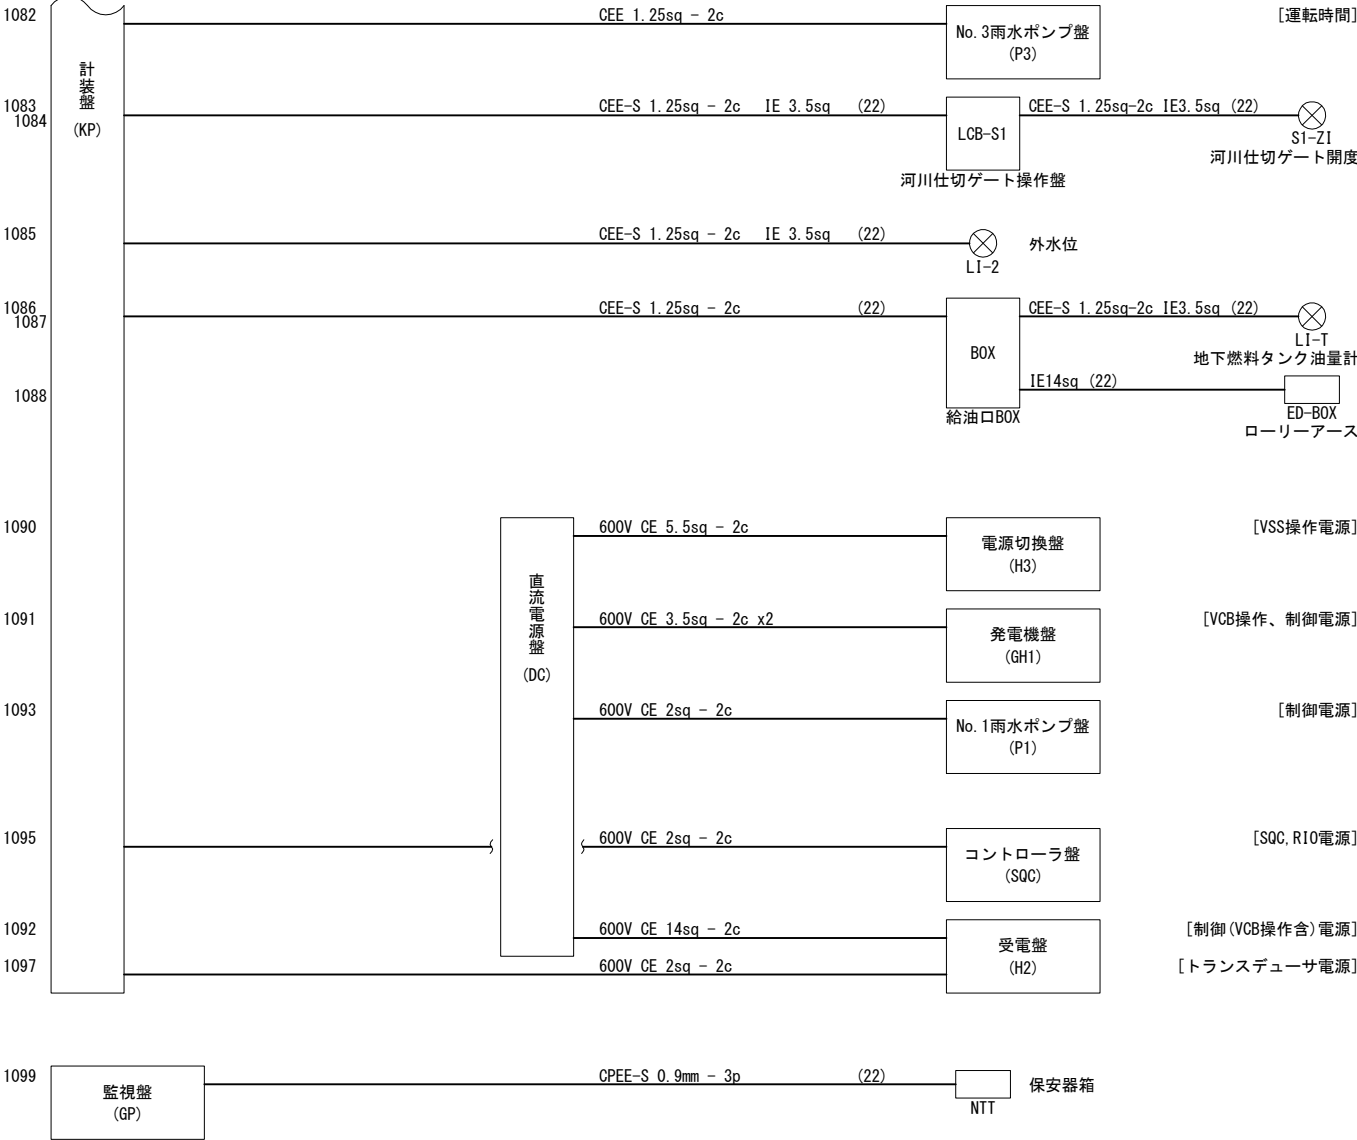 1082 CEE 1.25sq - 2c [運転時間]
No.3雨水ポンプ盤
(P3)
計装盤
(KP)
1083 CEE-S 1.25sq - 2c IE 3.5sq (22) CEE-S 1.25sq-2c IE3.5sq (22)
1084
LCB-S1
S1-ZI
河川仕切ゲート開度
河川仕切ゲート操作盤
1085 CEE-S 1.25sq - 2c IE 3.5sq (22) 外水位
LI-2
1086 CEE-S 1.25sq - 2c (22) CEE-S 1.25sq-2c IE3.5sq (22)
1087
LI-T
BOX
地下燃料タンク油量計
1088 IE14sq (22)
給油口BOX
ED-BOX
ローリーアース
1090 600V CE 5.5sq - 2c [VSS操作電源]
電源切換盤
(H3)
直流電源盤
(DC)
1091 600V CE 3.5sq - 2c x2 [VCB操作、制御電源]
発電機盤
(GH1)
1093 600V CE 2sq - 2c [制御電源]
No.1雨水ポンプ盤
(P1)
1095 600V CE 2sq - 2c [SQC,RIO電源]
コントローラ盤
(SQC)
1092 600V CE 14sq - 2c [制御(VCB操作含)電源]
受電盤
(H2)
1097 600V CE 2sq - 2c [トランスデューサ電源]
1099 CPEE-S 0.9mm - 3p (22) 保安器箱
監視盤
(GP)
NTT